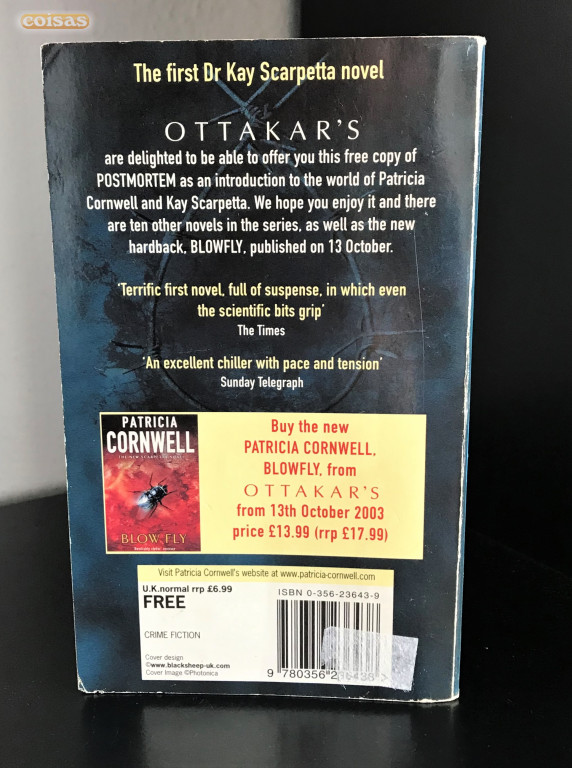 coisas
The first Dr Kay Scarpetta novel
OTTAKAR'S
are delighted to be able to offer you this free copy of
POSTMORTEM as an introduction to the world of Patricia
Cornwell and Kay Scarpetta. We hope you enjoy it and there
are ten other novels in the series, as well as the new
hardback, BLOWFLY, published on 13 October.
'Terrific first novel, full of suspense, in which even
the scientific bits grip'
The Times
'An excellent chiller with pace and tension'
Sunday Telegraph
PATRICIA
CORNWELL
THE NEW SCARPETTA NOVEL
BLOW FLY
Buy the new
PATRICIA CORNWELL,
BLOWFLY, from
OTTAKAR'S
from 13th October 2003
price £13.99 (rrp £17.99)
Visit Patricia Cornwell's website at www.patricia-cornwell.com
U.K.normal rrp £6.99
FREE
CRIME FICTION
Cover design
©www.blacksheep-uk.com
Cover Image ©Photonica
ISBN 0-356-23643-9
9 780356 236438 >